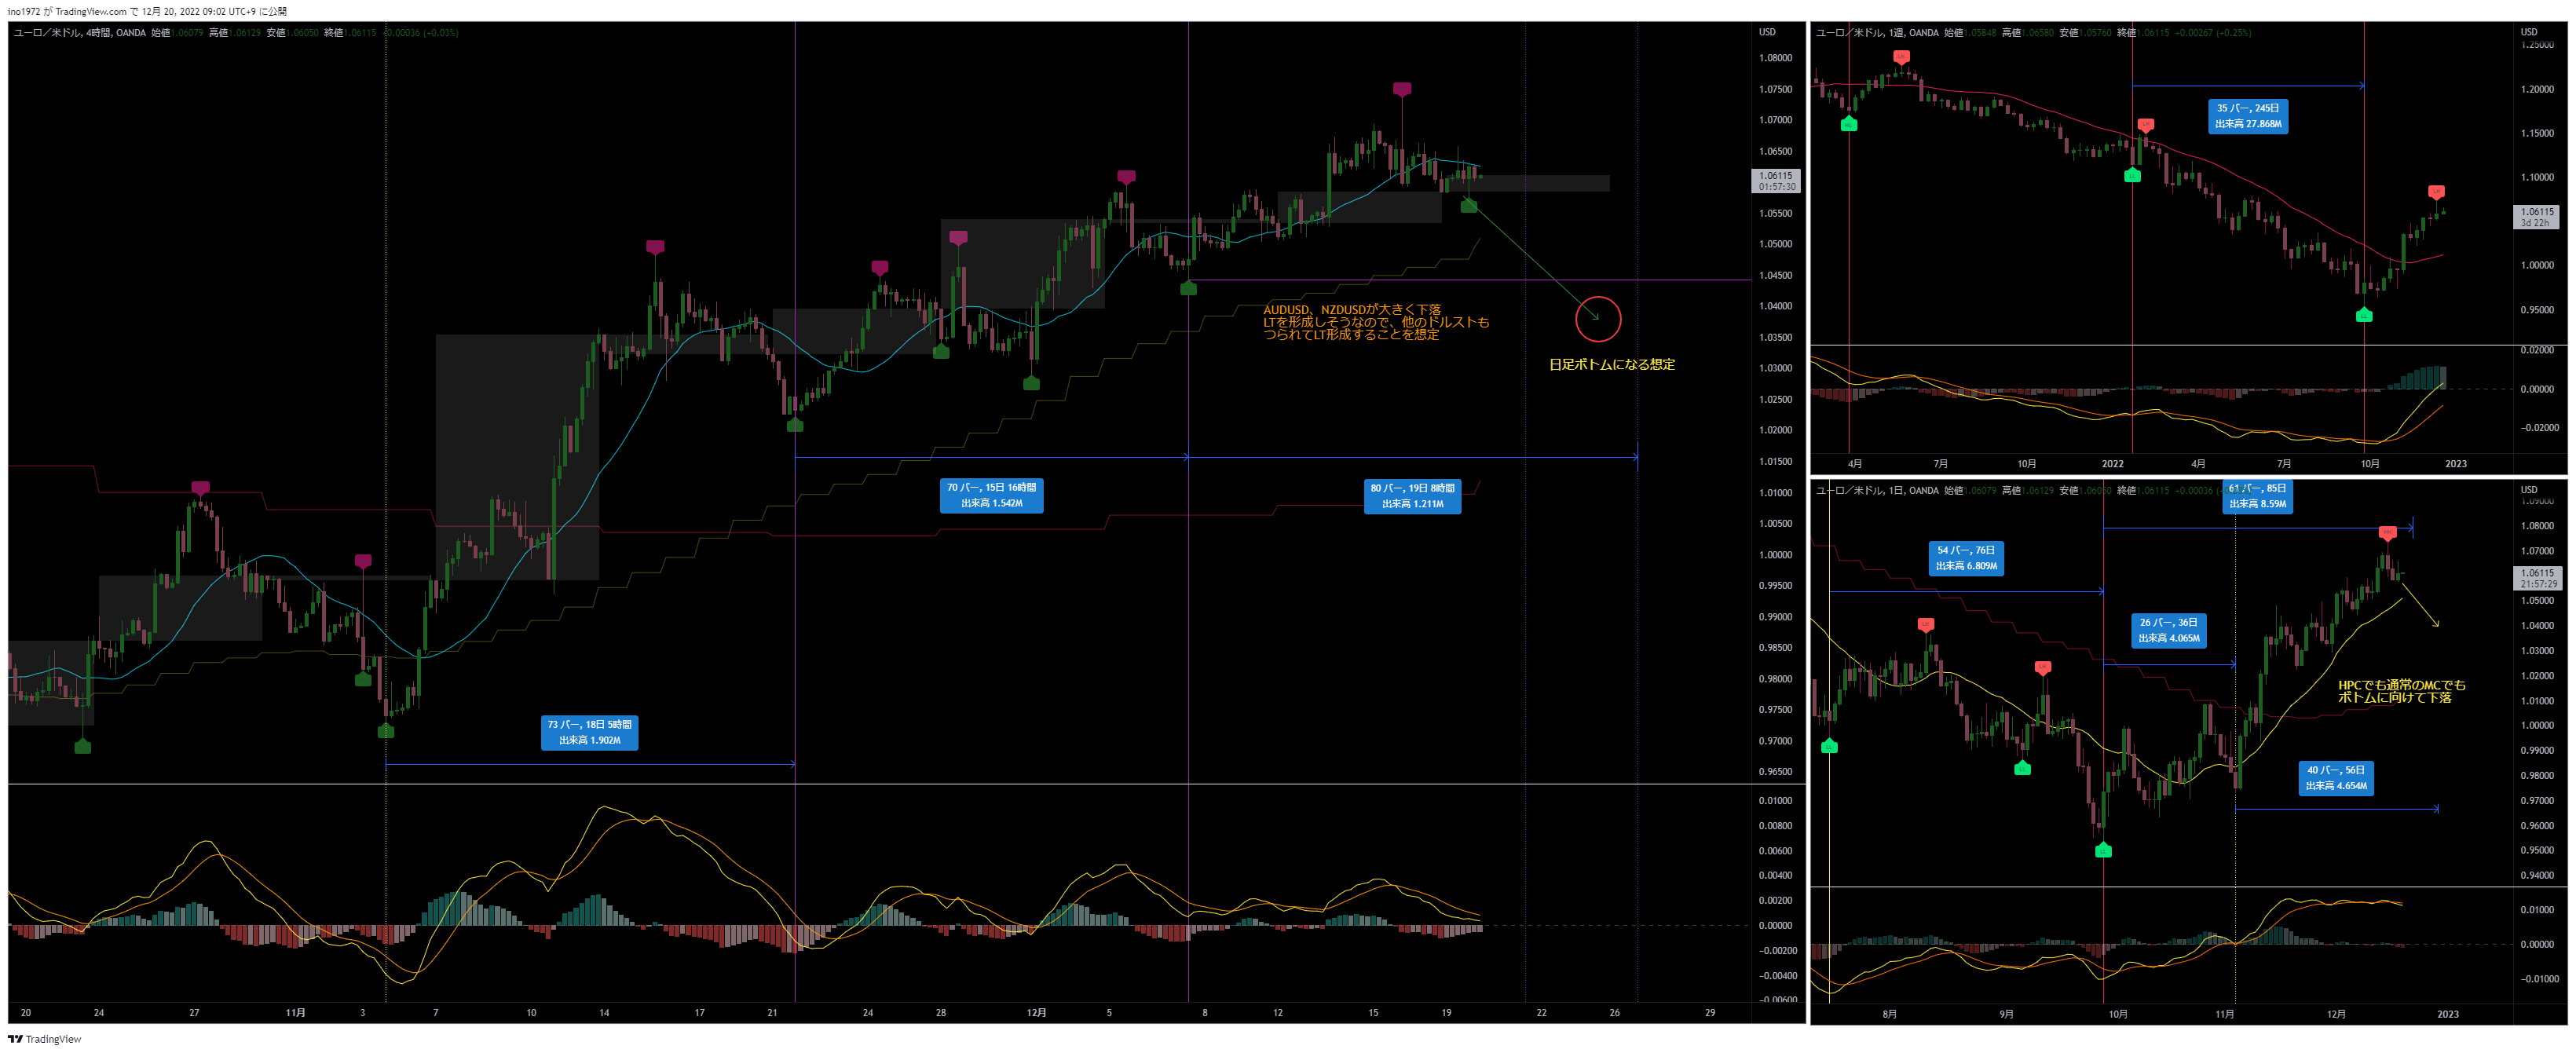 ino1972 が TradingView.com で 12月 20, 2022 09:02 UTC+9 に公開
ユーロ／米ドル, 4時間, OANDA 始値1.06079 高値1.06129 安値1.06050 終値1.06115 +0.00036 (+0.03%)
USD
1.08000
1.07500
1.07000
1.06500
1.06115
01:57:30
1.05500
1.05000
1.04500
1.04000
1.03500
1.03000
1.02500
1.02000
1.01500
1.01000
1.00500
1.00000
0.99500
0.99000
0.98500
0.98000
0.97500
0.97000
0.96500
AUDUSD、NZDUSDが大きく下落
LTを形成しそうなので、他のドルストも
つられてLT形成することを想定
日足ボトムになる想定
70 バー, 15日 16時間
出来高 1.542M
80 バー, 19日 8時間
出来高 1.211M
73 バー, 18日 5時間
出来高 1.902M
0.01000
0.00800
0.00600
0.00400
0.00200
0.00000
−0.00200
−0.00400
−0.00600
20 24 27 11月 3 7 10 14 17 21 24 28 12月 5 8 12 15 19 22 26 29
ユーロ／米ドル, 1週, OANDA 始値1.05848 高値1.06580 安値1.05760 終値1.06115 +0.00267 (+0.25%)
USD
1.25000
1.20000
1.15000
1.10000
1.06115
3d 22h
1.00000
0.95000
35 バー, 245日
出来高 27.868M
0.02000
0.00000
−0.02000
4月 7月 10月 2022 4月 7月 10月 2023
ユーロ／米ドル, 1日, OANDA 始値1.06079 高値1.06129 安値1.06050 終値1.06115 +0.00036
USD
1.09000
1.08000
1.07000
1.06115
21:57:29
1.05000
1.04000
1.03000
1.02000
1.01000
1.00000
0.99000
0.98000
0.97000
0.96000
0.95000
0.94000
61 バー, 85日
出来高 8.59M
54 バー, 76日
出来高 6.809M
26 バー, 36日
出来高 4.065M
HPCでも通常のMCでも
ボトムに向けて下落
40 バー, 56日
出来高 4.654M
0.01000
0.00000
−0.01000
8月 9月 10月 11月 12月 2023
TradingView